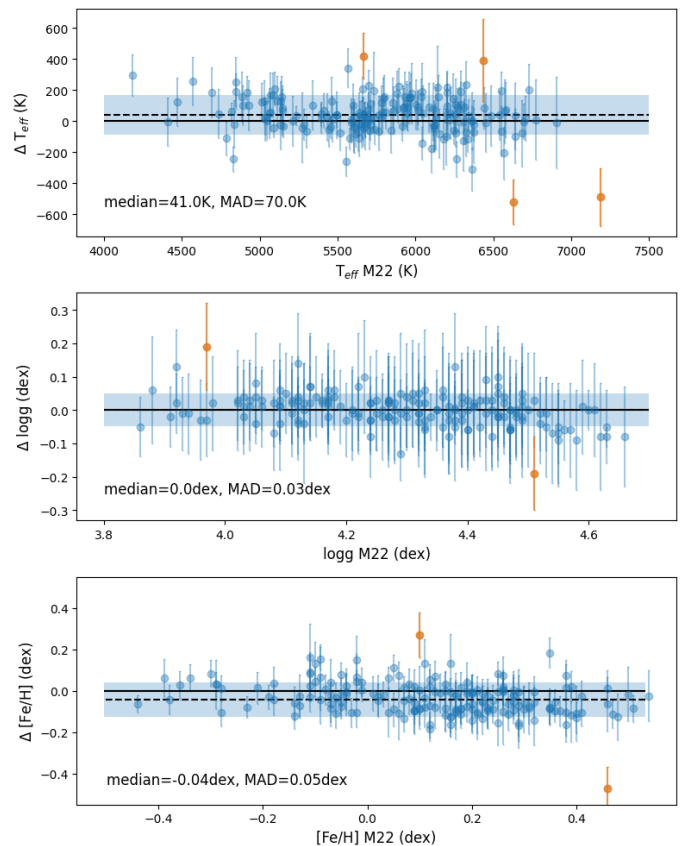 600
400
200
0
−200
−400
−600
Δ T_eff (K)
median=41.0K, MAD=70.0K
4000 4500 5000 5500 6000 6500 7000 7500
T_eff M22 (K)
0.3
0.2
0.1
0.0
−0.1
−0.2
−0.3
Δ logg (dex)
median=0.0dex, MAD=0.03dex
3.8 4.0 4.2 4.4 4.6
logg M22 (dex)
0.4
0.2
0.0
−0.2
−0.4
Δ [Fe/H] (dex)
median=-0.04dex, MAD=0.05dex
−0.4 −0.2 0.0 0.2 0.4
[Fe/H] M22 (dex)